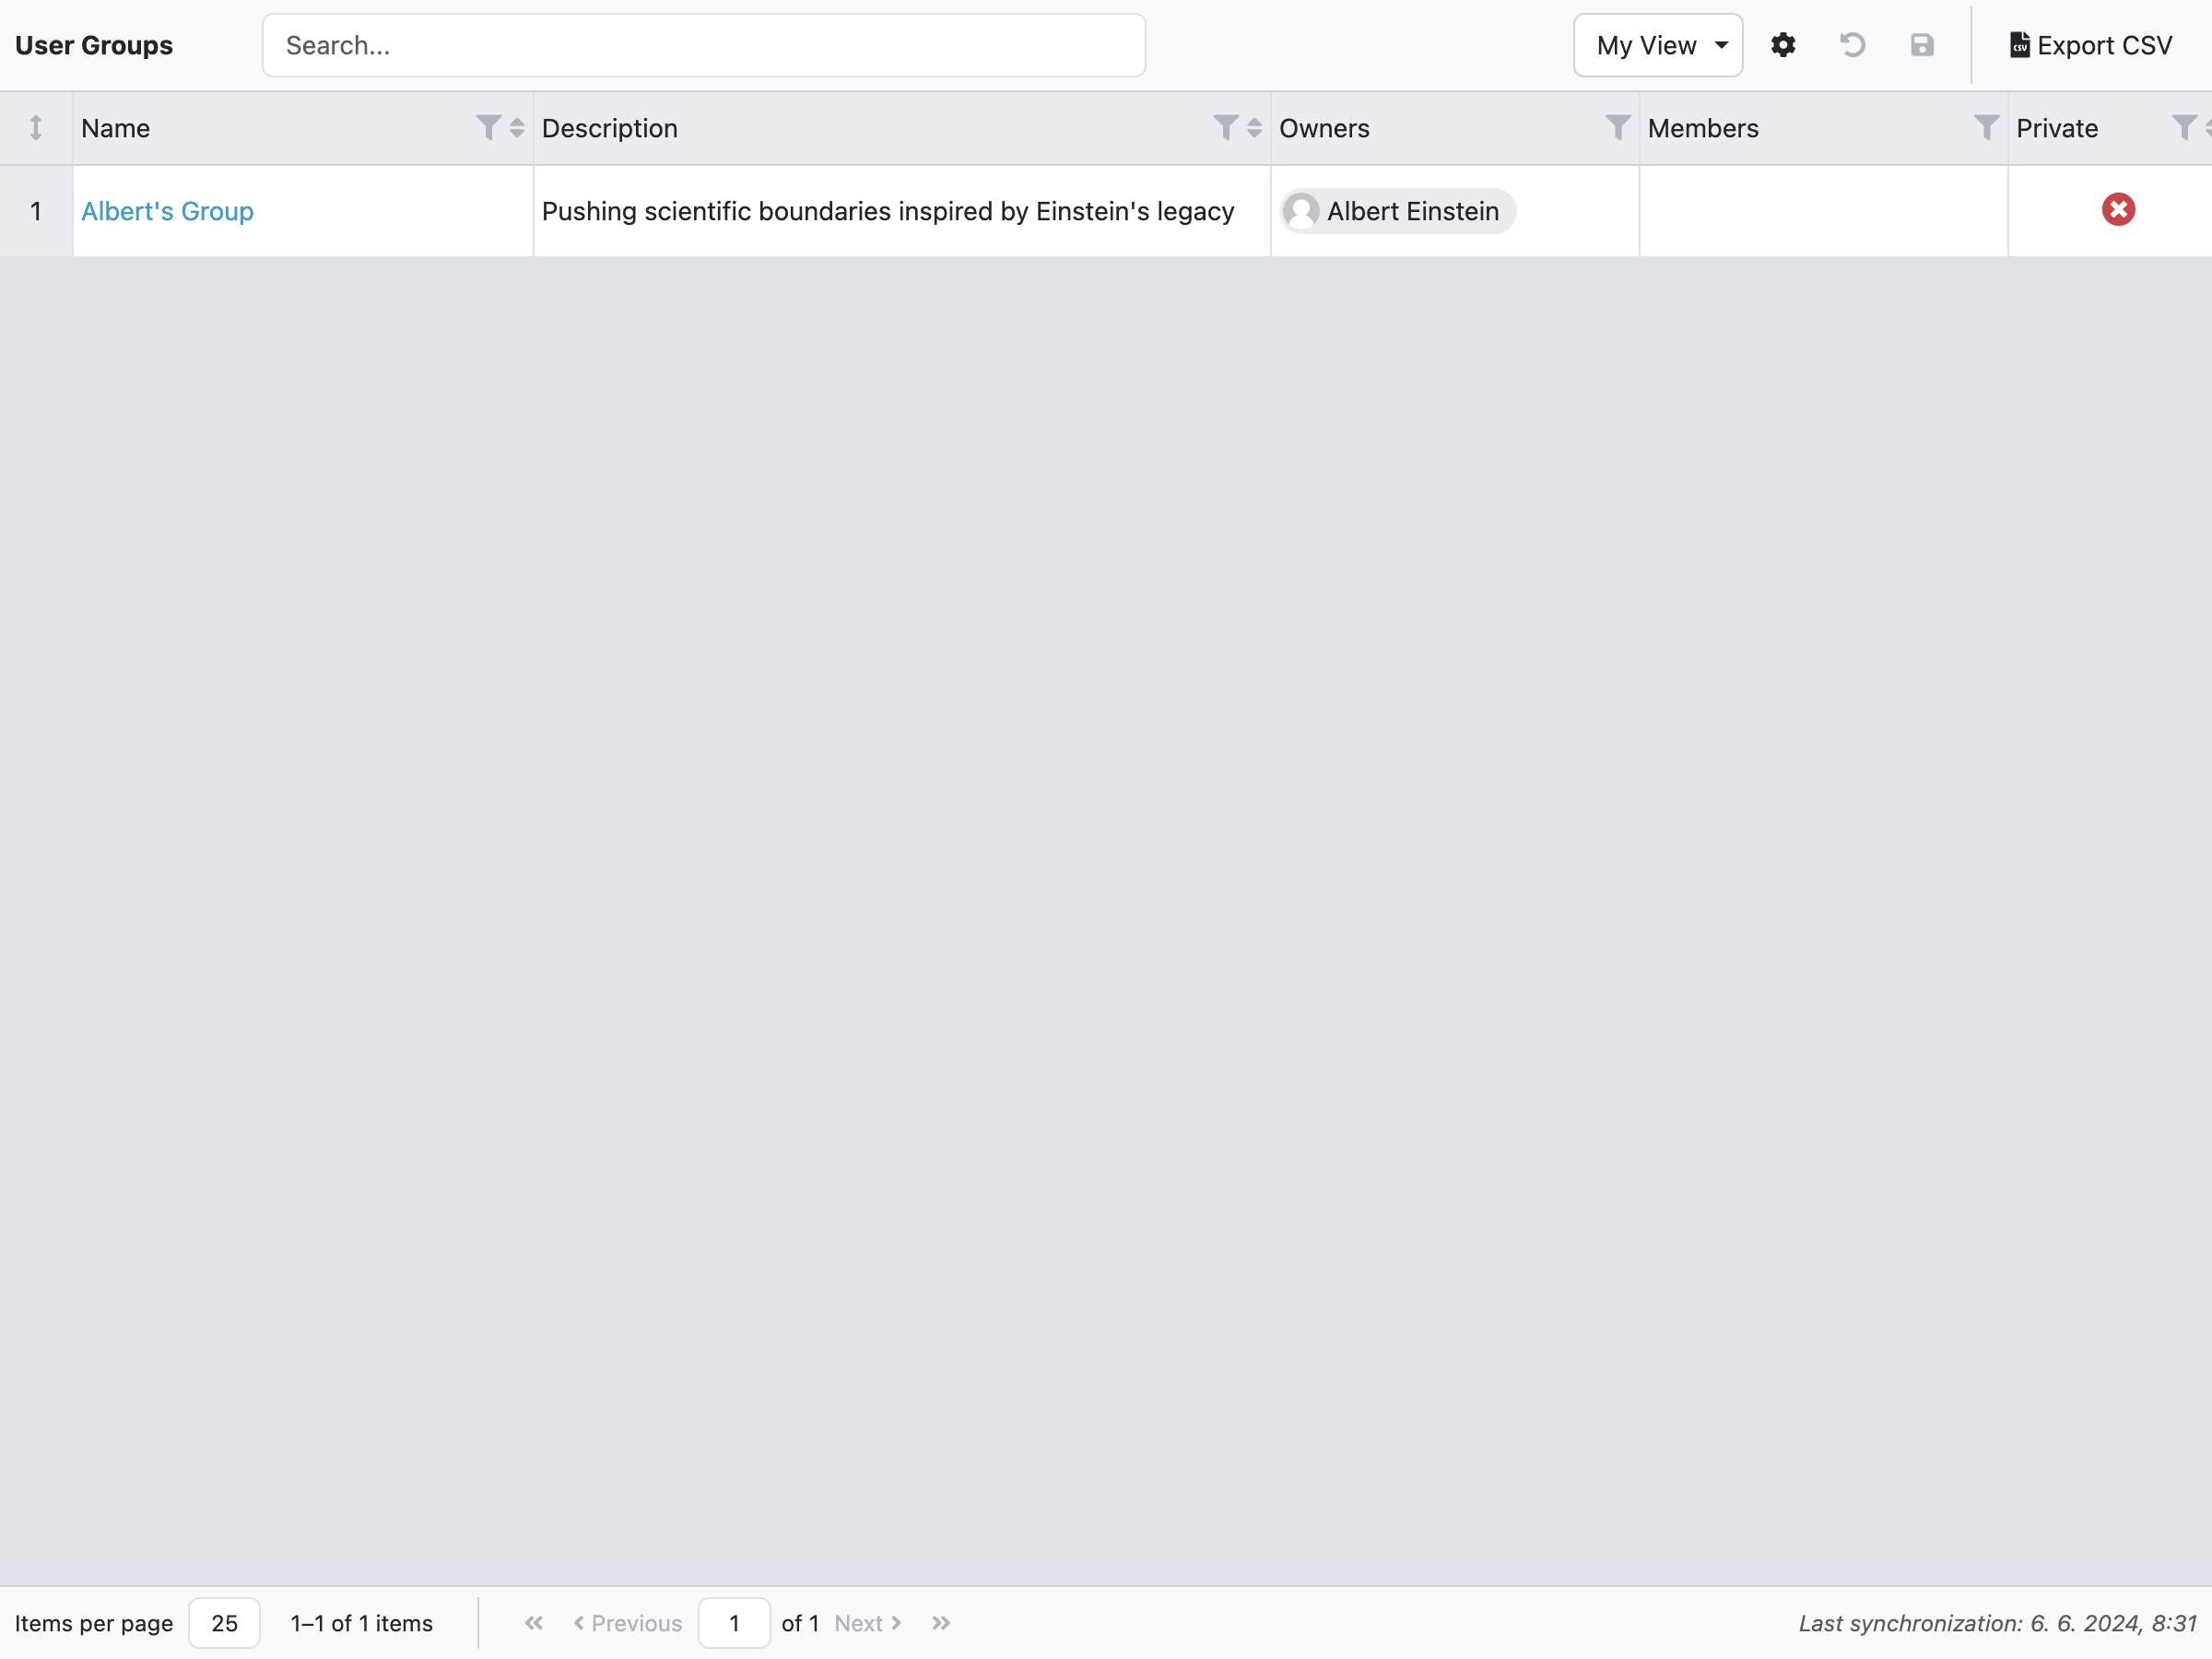 User Groups Search... My View Export CSV
Name Description Owners Members Private
1 Albert's Group Pushing scientific boundaries inspired by Einstein's legacy Albert Einstein
Items per page 25 1–1 of 1 items Previous 1 of 1 Next Last synchronization: 6. 6. 2024, 8:31